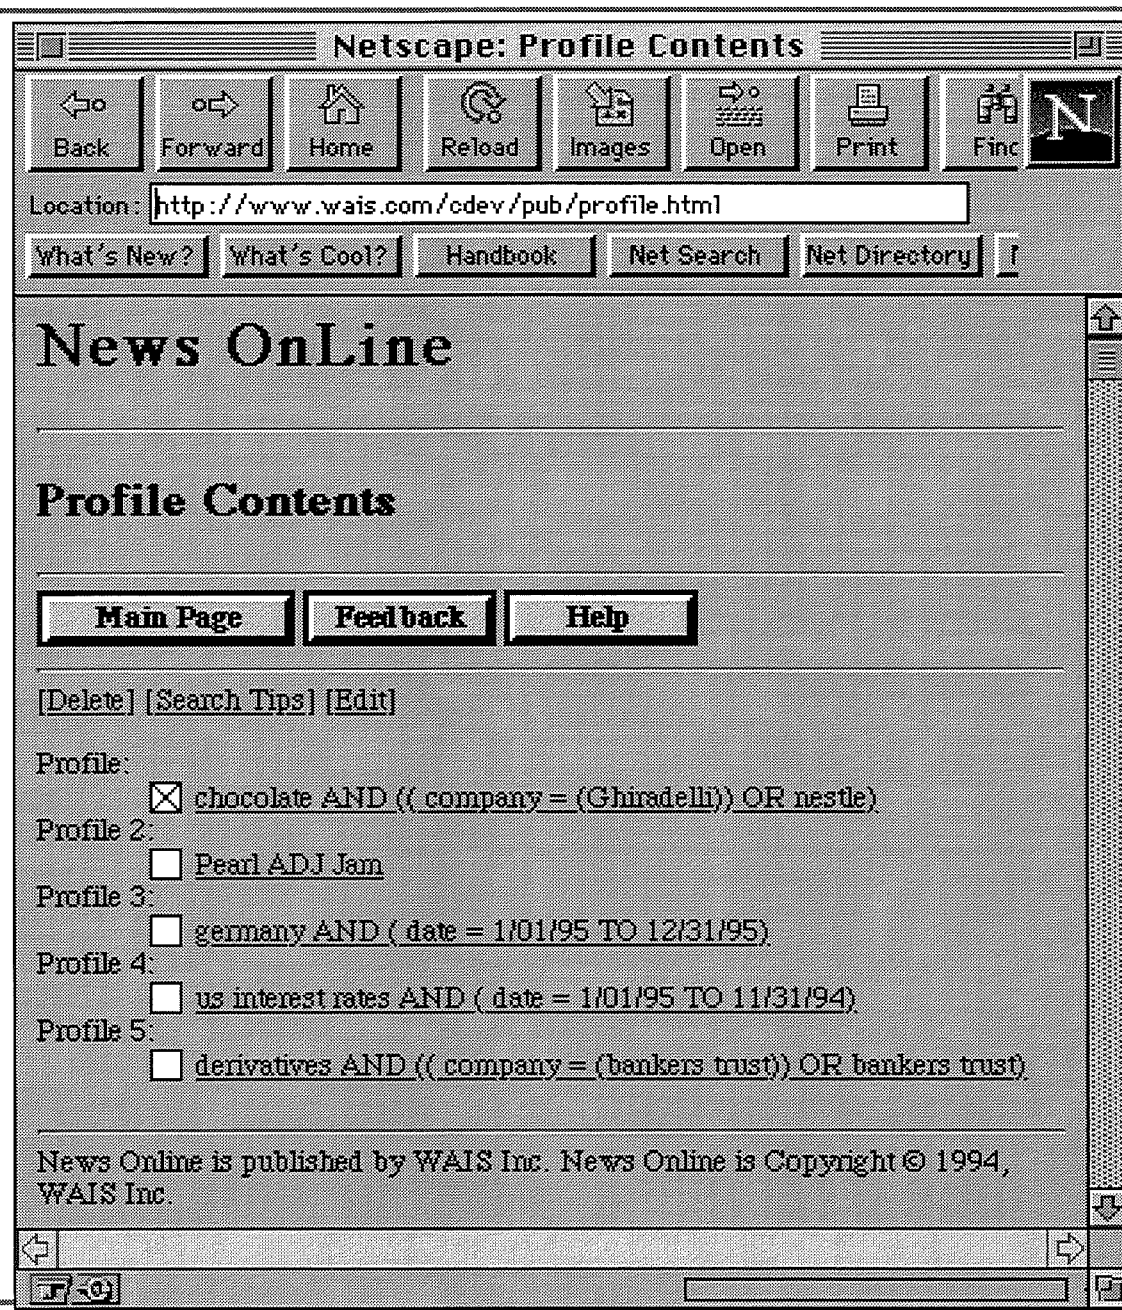 Netscape: Profile Contents
Back Forward Home Reload Images Open Print Find N
Location: http://www.wais.com/cdev/pub/profile.html
What's New? What's Cool? Handbook Net Search Net Directory
News OnLine
Profile Contents
Main Page Feedback Help
[Delete] [Search Tips] [Edit]
Profile:
chocolate AND (( company = (Ghiradelli)) OR nestle)
Profile 2:
Pearl ADJ Jam
Profile 3:
germany AND ( date = 1/01/95 TO 12/31/95)
Profile 4:
us interest rates AND ( date = 1/01/95 TO 11/31/94)
Profile 5:
derivatives AND (( company = (bankers trust)) OR bankers trust)
News Online is published by WAIS Inc. News Online is Copyright © 1994,
WAIS Inc.